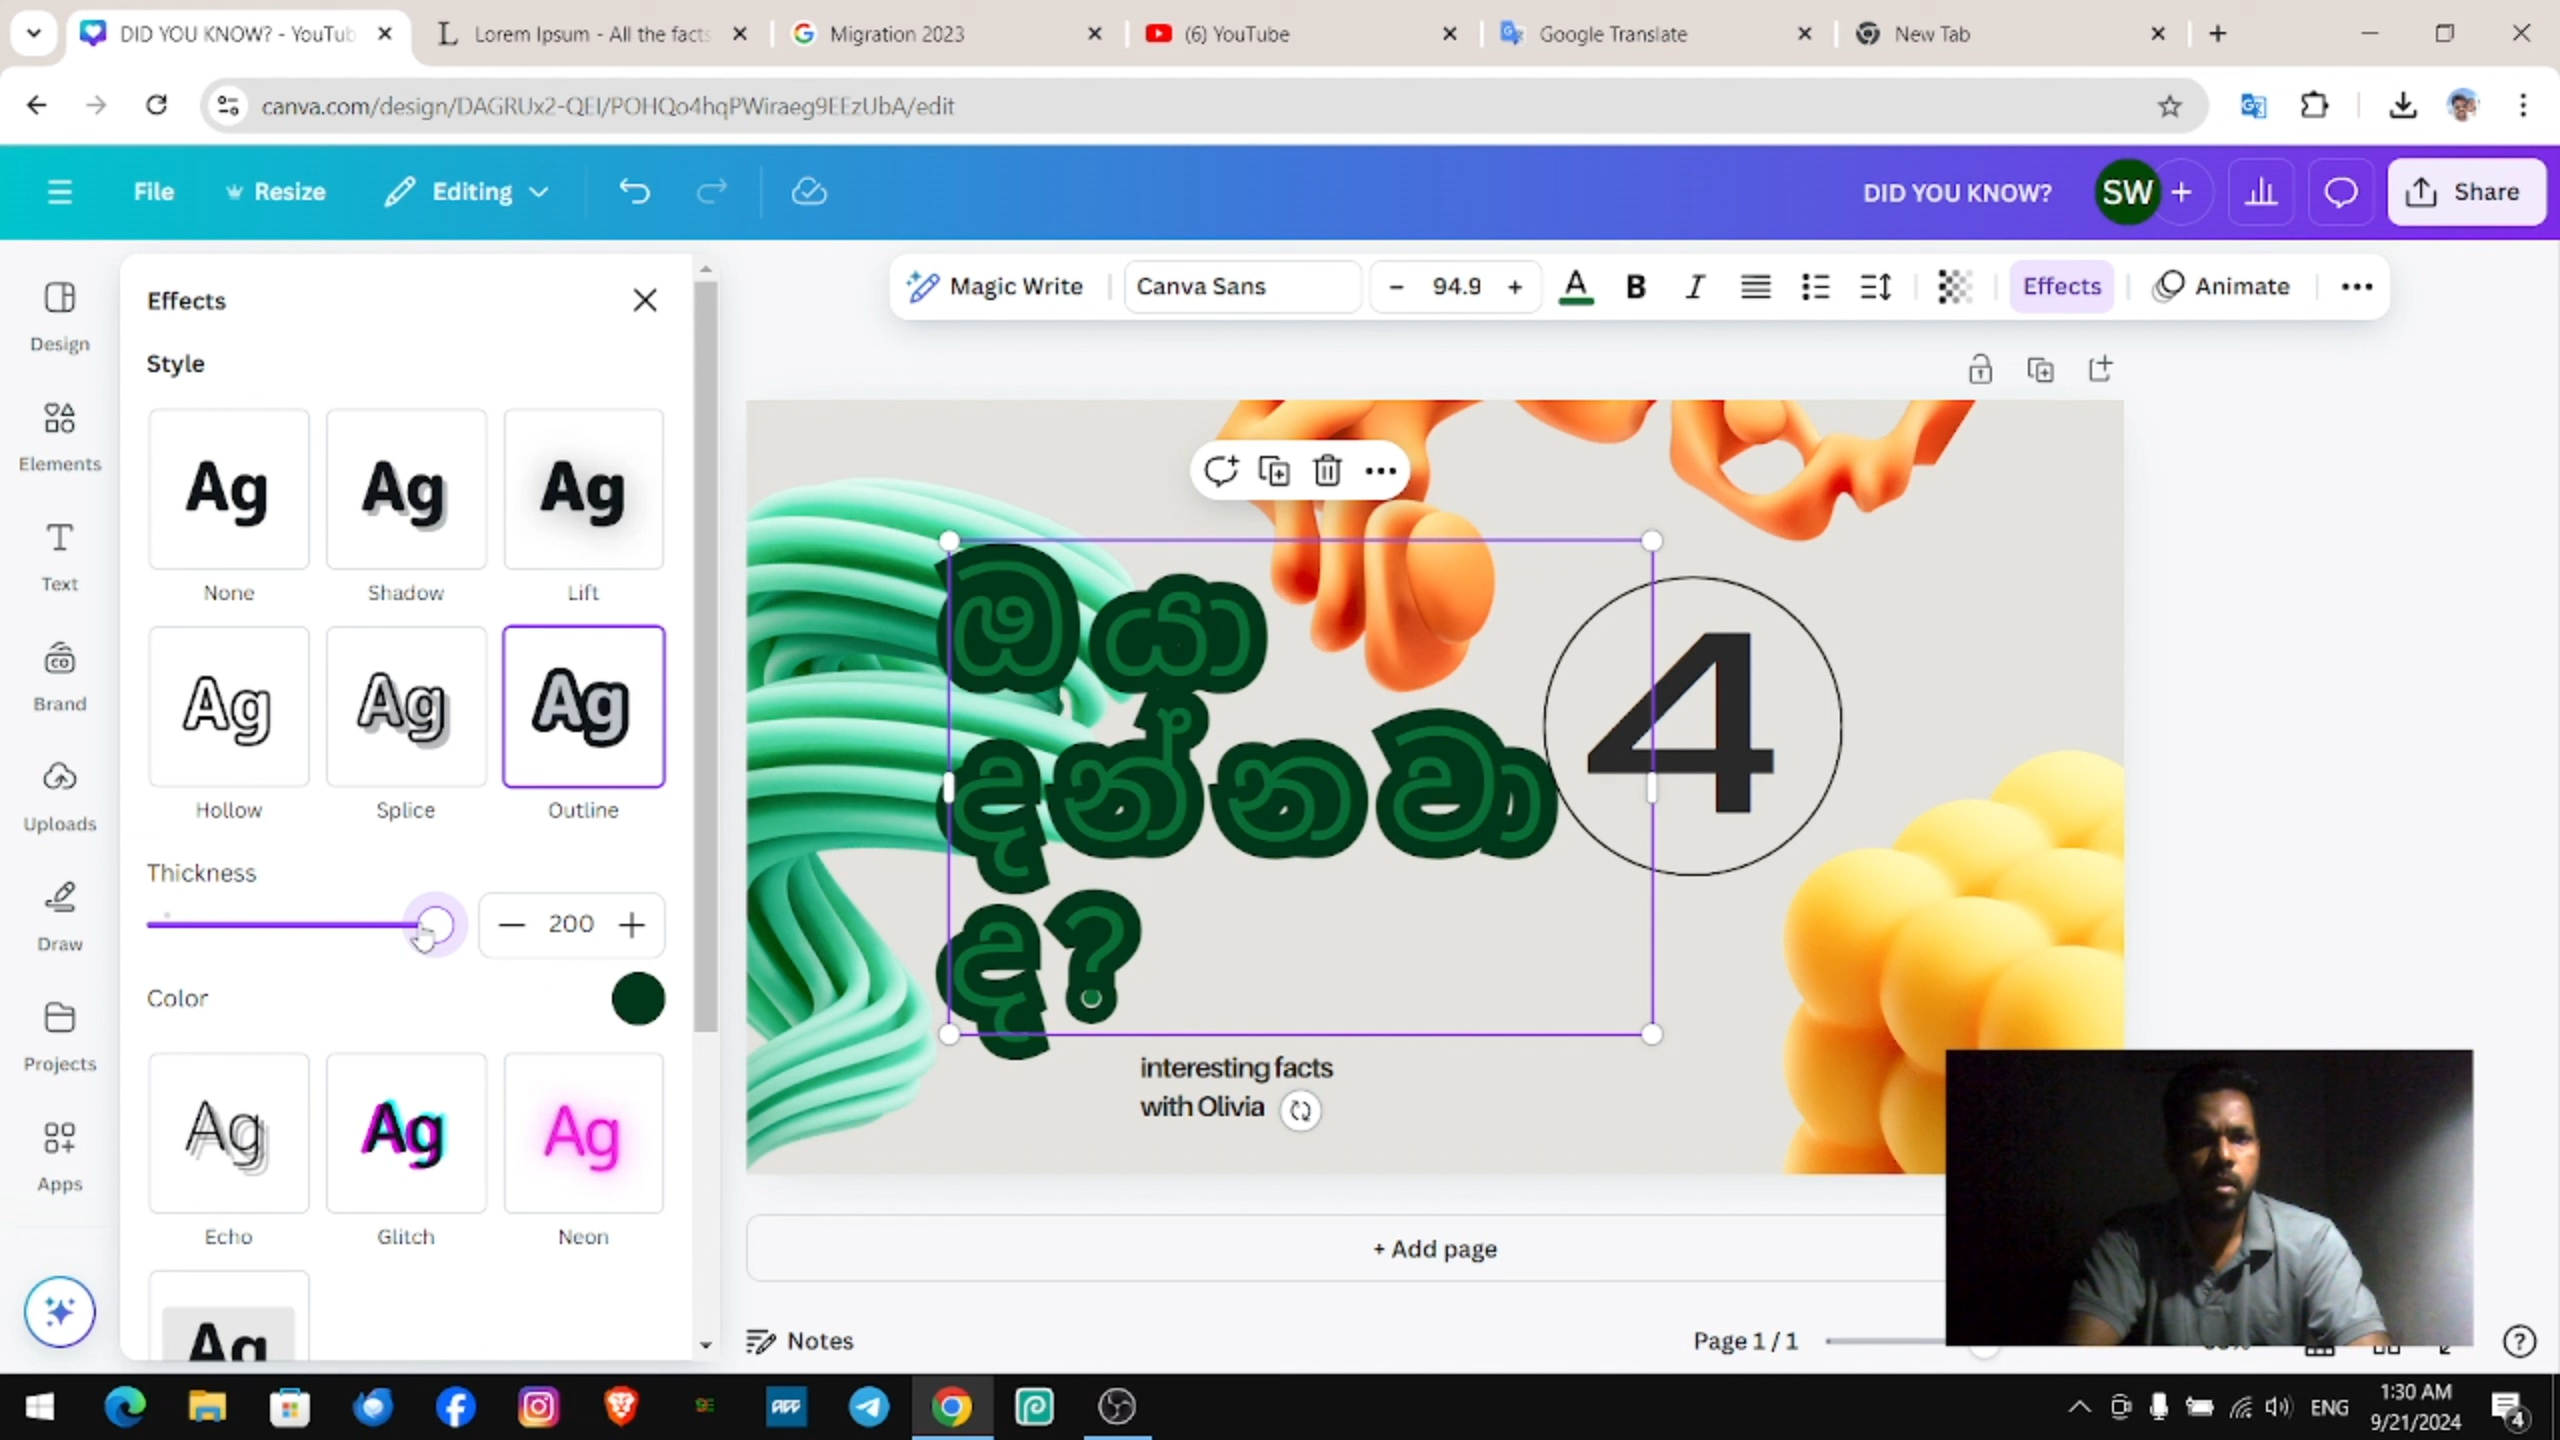 DID YOU KNOW? - YouTub
Lorem Ipsum - All the facts
Migration 2023
(6) YouTube
Google Translate
New Tab
canva.com/design/DAGRUx2-QEI/POHQo4hqPWiraeg9EEzUbA/edit
File
Resize
Editing
DID YOU KNOW?
SW
Share
Magic Write
Canva Sans
94.9
A
B
I
Effects
Animate
Design
Elements
Text
Brand
Uploads
Draw
Projects
Apps
Effects
Style
Ag Ag Ag
None Shadow Lift
Ag Ag Ag
Hollow Splice Outline
Thickness
200
Color
Ag Ag Ag
Echo Glitch Neon
Ag
ඔයා
දන්නවා
ද?
4
interesting facts
with Olivia
+ Add page
Notes
Page 1 / 1
ENG
1:30 AM
9/21/2024
4